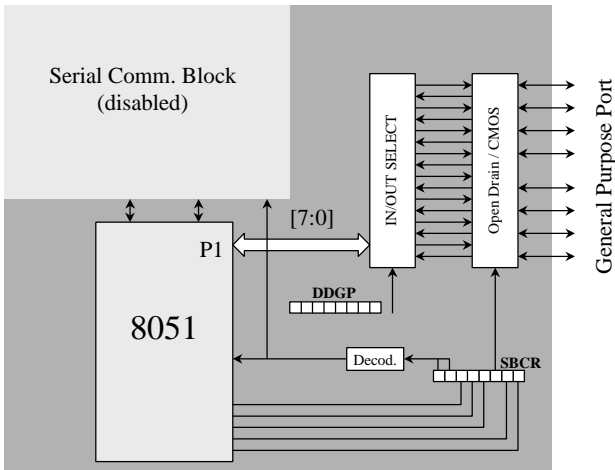 Serial Comm. Block
(disabled)
[7:0]
P1
8051
IN/OUT SELECT
Open Drain / CMOS
General Purpose Port
DDGP
Decod.
SBCR